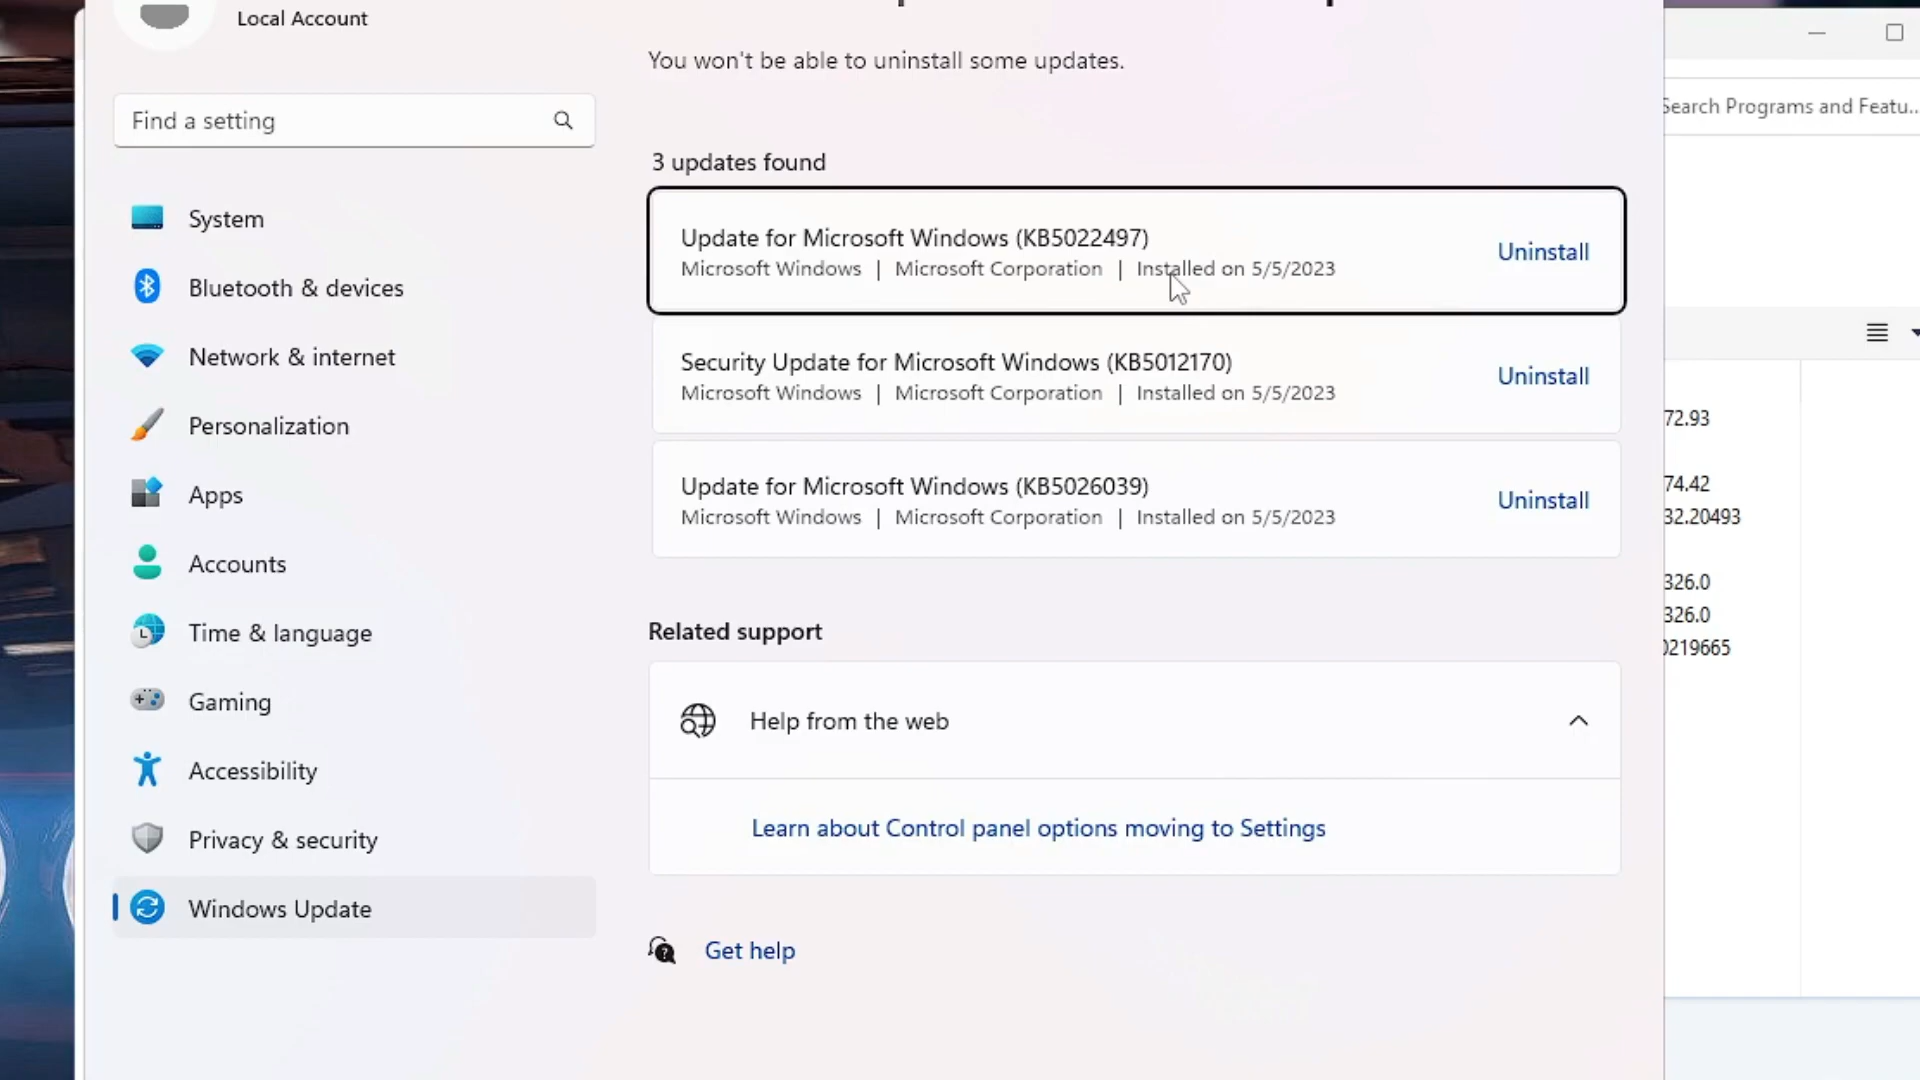 Local Account
Find a setting
System
Bluetooth & devices
Network & internet
Personalization
Apps
Accounts
Time & language
Gaming
Accessibility
Privacy & security
Windows Update
You won't be able to uninstall some updates.
3 updates found
Update for Microsoft Windows (KB5022497)
Microsoft Windows | Microsoft Corporation | Installed on 5/5/2023
Uninstall
Security Update for Microsoft Windows (KB5012170)
Microsoft Windows | Microsoft Corporation | Installed on 5/5/2023
Uninstall
Update for Microsoft Windows (KB5026039)
Microsoft Windows | Microsoft Corporation | Installed on 5/5/2023
Uninstall
Related support
Help from the web
Learn about Control panel options moving to Settings
Get help
Search Programs and Featu...
72.93
74.42
32.20493
326.0
326.0
0219665